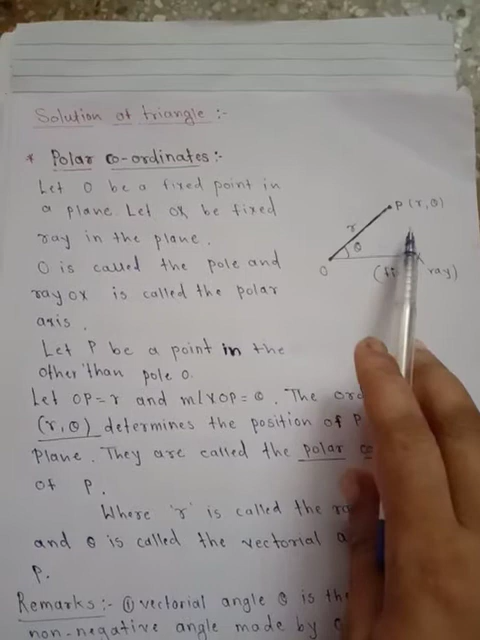 Solution of triangle :-
* Polar co-ordinates :-
Let O be a fixed point in
a plane. Let OX be fixed
ray in the plane.
O is called the pole and
ray OX is called the polar
axis.
P(r, θ)
r
θ
O
X
ray)
Let P be a point in the
other than pole O.
Let OP = r and m∠XOP = θ. The
(r, θ) determines the position of P
plane. They are called the polar
of P.
Where 'r' is called the
and θ is called the vectorial
P.
Remarks :- ① vectorial angle θ is the
non-negative angle made by